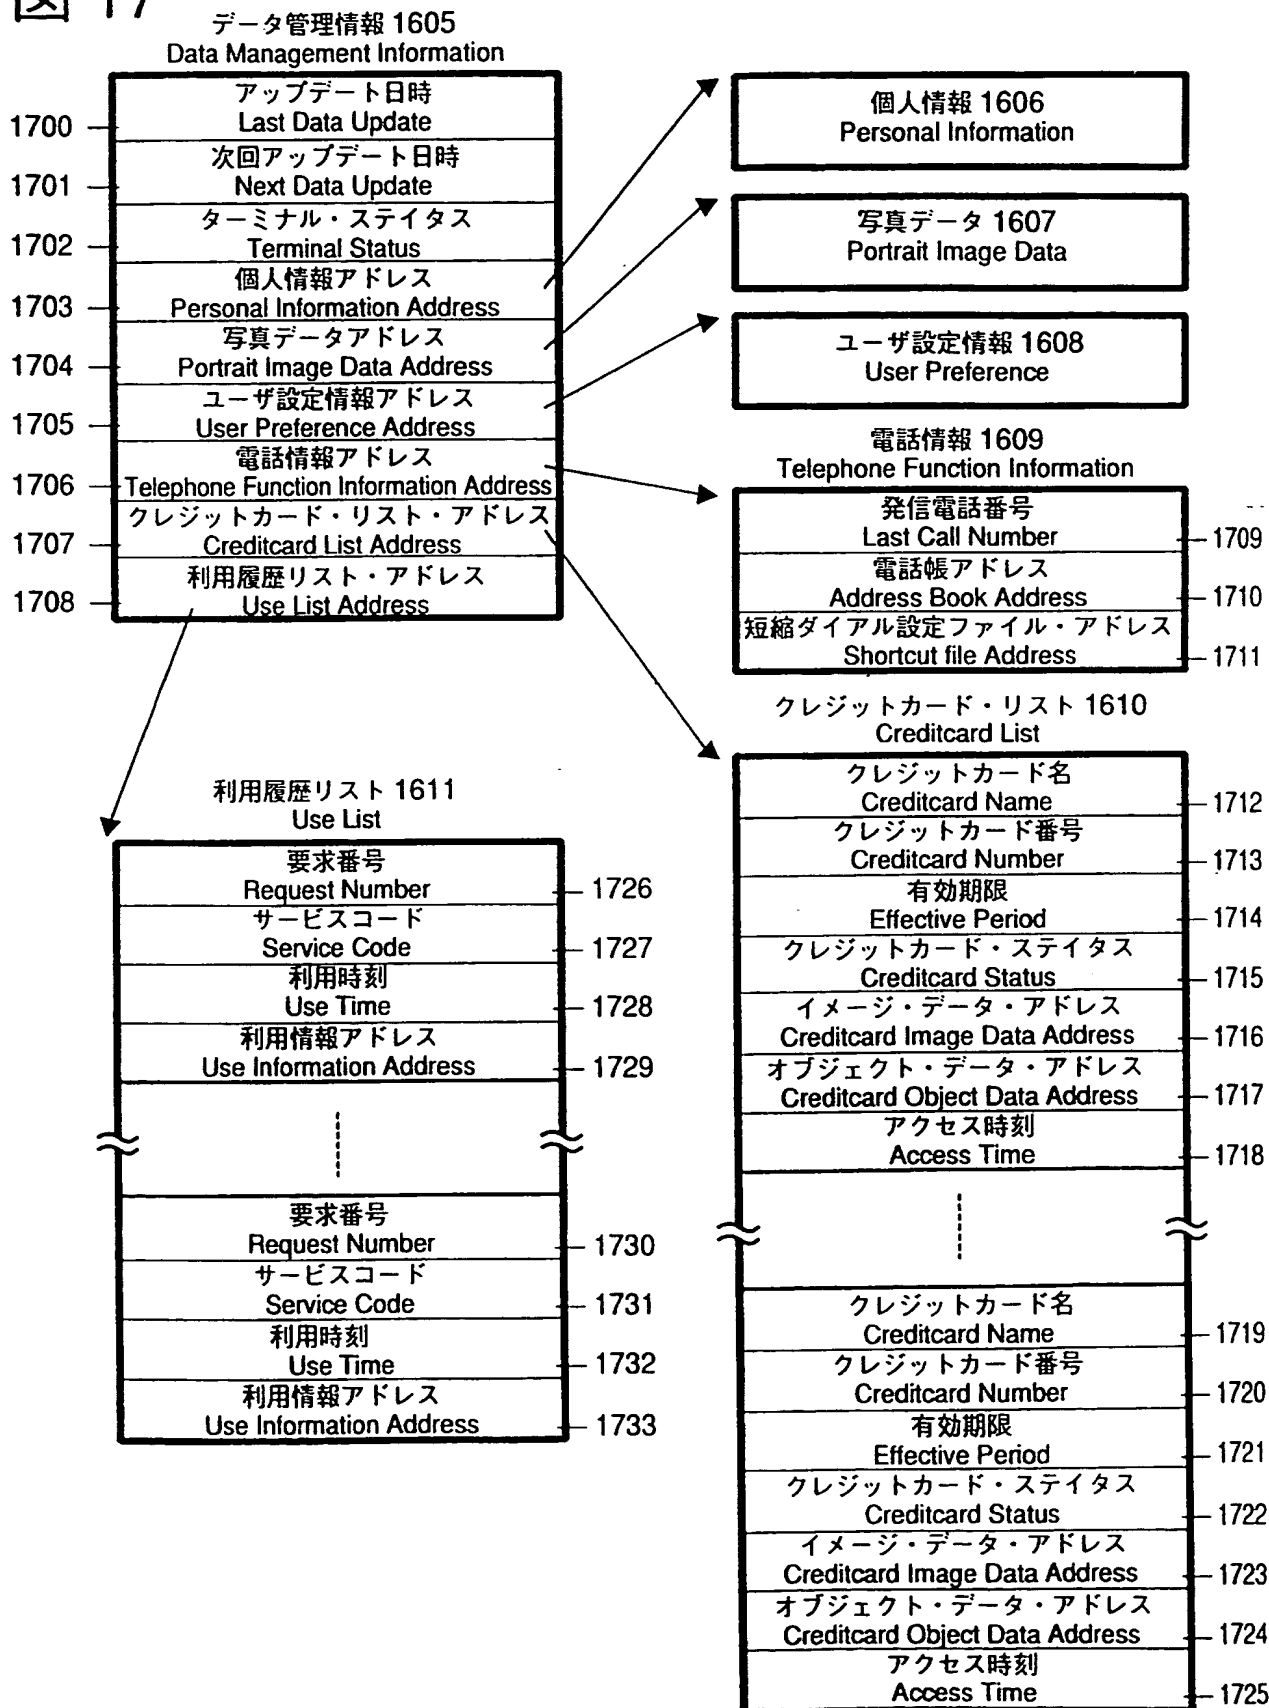 図 17
データ管理情報 1605
Data Management Information
1700
アップデート日時
Last Data Update
1701
次回アップデート日時
Next Data Update
1702
ターミナル・ステイタス
Terminal Status
1703
個人情報アドレス
Personal Information Address
1704
写真データアドレス
Portrait Image Data Address
1705
ユーザ設定情報アドレス
User Preference Address
1706
電話情報アドレス
Telephone Function Information Address
1707
クレジットカード・リスト・アドレス
Creditcard List Address
1708
利用履歴リスト・アドレス
Use List Address
個人情報 1606
Personal Information
写真データ 1607
Portrait Image Data
ユーザ設定情報 1608
User Preference
電話情報 1609
Telephone Function Information
発信電話番号
Last Call Number
1709
電話帳アドレス
Address Book Address
1710
短縮ダイアル設定ファイル・アドレス
Shortcut file Address
1711
利用履歴リスト 1611
Use List
要求番号
Request Number
1726
サービスコード
Service Code
1727
利用時刻
Use Time
1728
利用情報アドレス
Use Information Address
1729
要求番号
Request Number
1730
サービスコード
Service Code
1731
利用時刻
Use Time
1732
利用情報アドレス
Use Information Address
1733
クレジットカード・リスト 1610
Creditcard List
クレジットカード名
Creditcard Name
1712
クレジットカード番号
Creditcard Number
1713
有効期限
Effective Period
1714
クレジットカード・ステイタス
Creditcard Status
1715
イメージ・データ・アドレス
Creditcard Image Data Address
1716
オブジェクト・データ・アドレス
Creditcard Object Data Address
1717
アクセス時刻
Access Time
1718
クレジットカード名
Creditcard Name
1719
クレジットカード番号
Creditcard Number
1720
有効期限
Effective Period
1721
クレジットカード・ステイタス
Creditcard Status
1722
イメージ・データ・アドレス
Creditcard Image Data Address
1723
オブジェクト・データ・アドレス
Creditcard Object Data Address
1724
アクセス時刻
Access Time
1725